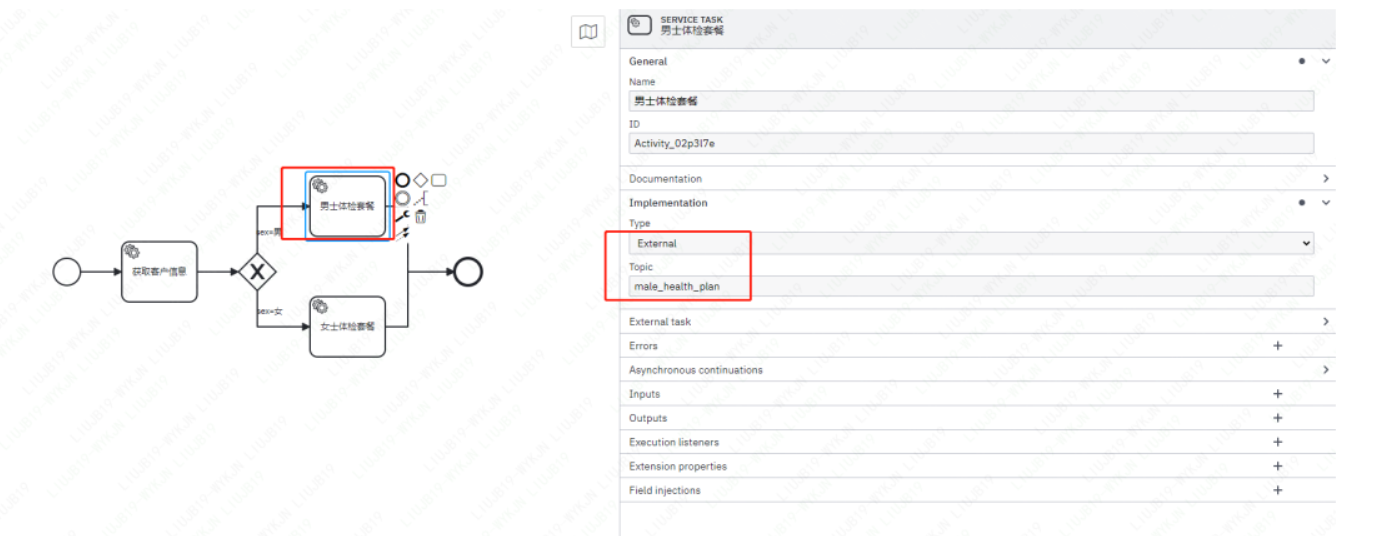 SERVICE TASK
男士体检套餐
General
Name
男士体检套餐
ID
Activity_02p3l7e
Documentation
Implementation
Type
External
Topic
male_health_plan
External task
Errors
Asynchronous continuations
Inputs
Outputs
Execution listeners
Extension properties
Field injections
男士体检套餐
sex=男
获取客户信息
sex=女
女士体检套餐